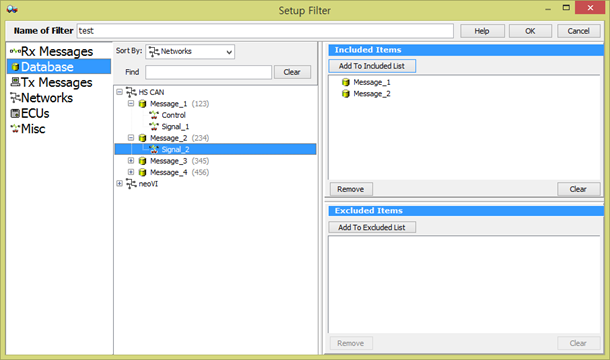 Setup Filter
Name of Filter test Help OK Cancel
Rx Messages
Database
Tx Messages
Networks
ECUs
Misc
Sort By: Networks
Find Clear
HS CAN
Message_1 (123)
Control
Signal_1
Message_2 (234)
Signal_2
Message_3 (345)
Message_4 (456)
neoVI
Included Items
Add To Included List
Message_1
Message_2
Remove Clear
Excluded Items
Add To Excluded List
Remove Clear